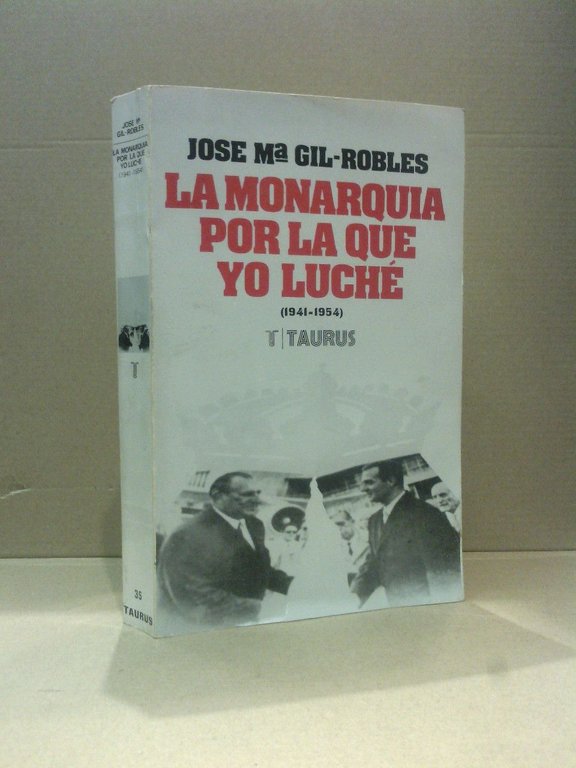 JOSE Mª
GIL-ROBLES
LA MONARQUIA
POR LA QUE
YO LUCHÉ
(1941-1954)
35
TAURUS
JOSE Mª GIL-ROBLES
LA MONARQUIA
POR LA QUE
YO LUCHÉ
(1941-1954)
T|TAURUS